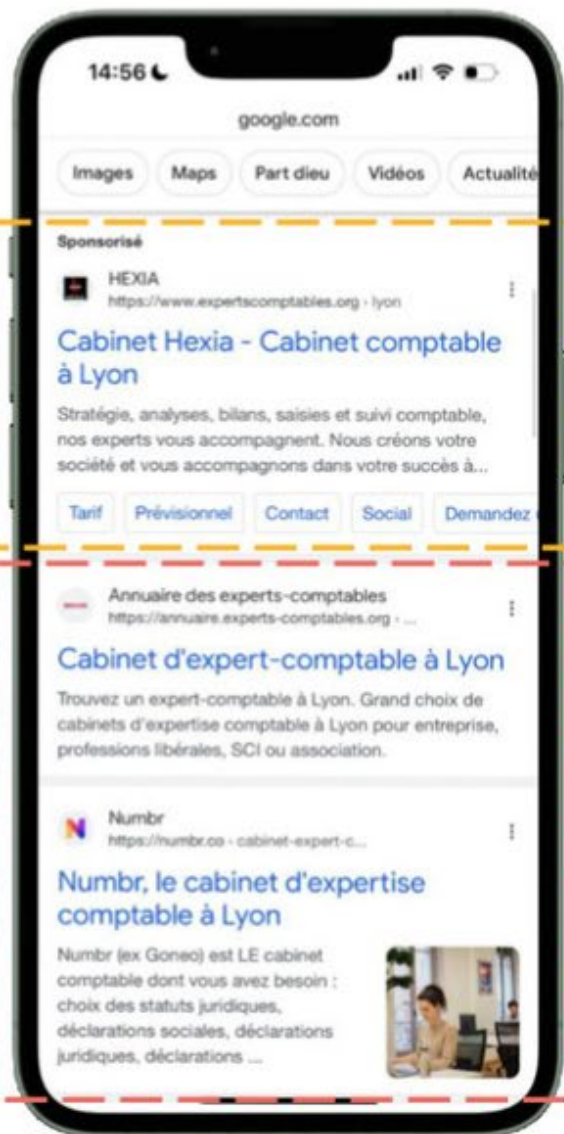 14:56
google.com
Images Maps Part dieu Vidéos Actualité
Sponsorisé
HEXIA
https://www.expertscomptables.org › lyon
Cabinet Hexia - Cabinet comptable
à Lyon
Stratégie, analyses, bilans, saisies et suivi comptable,
nos experts vous accompagnent. Nous créons votre
société et vous accompagnons dans votre succès à...
Tarif Prévisionnel Contact Social Demandez
Annuaire des experts-comptables
https://annuaire.experts-comptables.org › ...
Cabinet d'expert-comptable à Lyon
Trouvez un expert-comptable à Lyon. Grand choix de
cabinets d'expertise comptable à Lyon pour entreprise,
professions libérales, SCI ou association.
N Numbr
https://numbr.co › cabinet-expert-c...
Numbr, le cabinet d'expertise
comptable à Lyon
Numbr (ex Goneo) est LE cabinet
comptable dont vous avez besoin :
choix des statuts juridiques,
déclarations sociales, déclarations
juridiques, déclarations ...